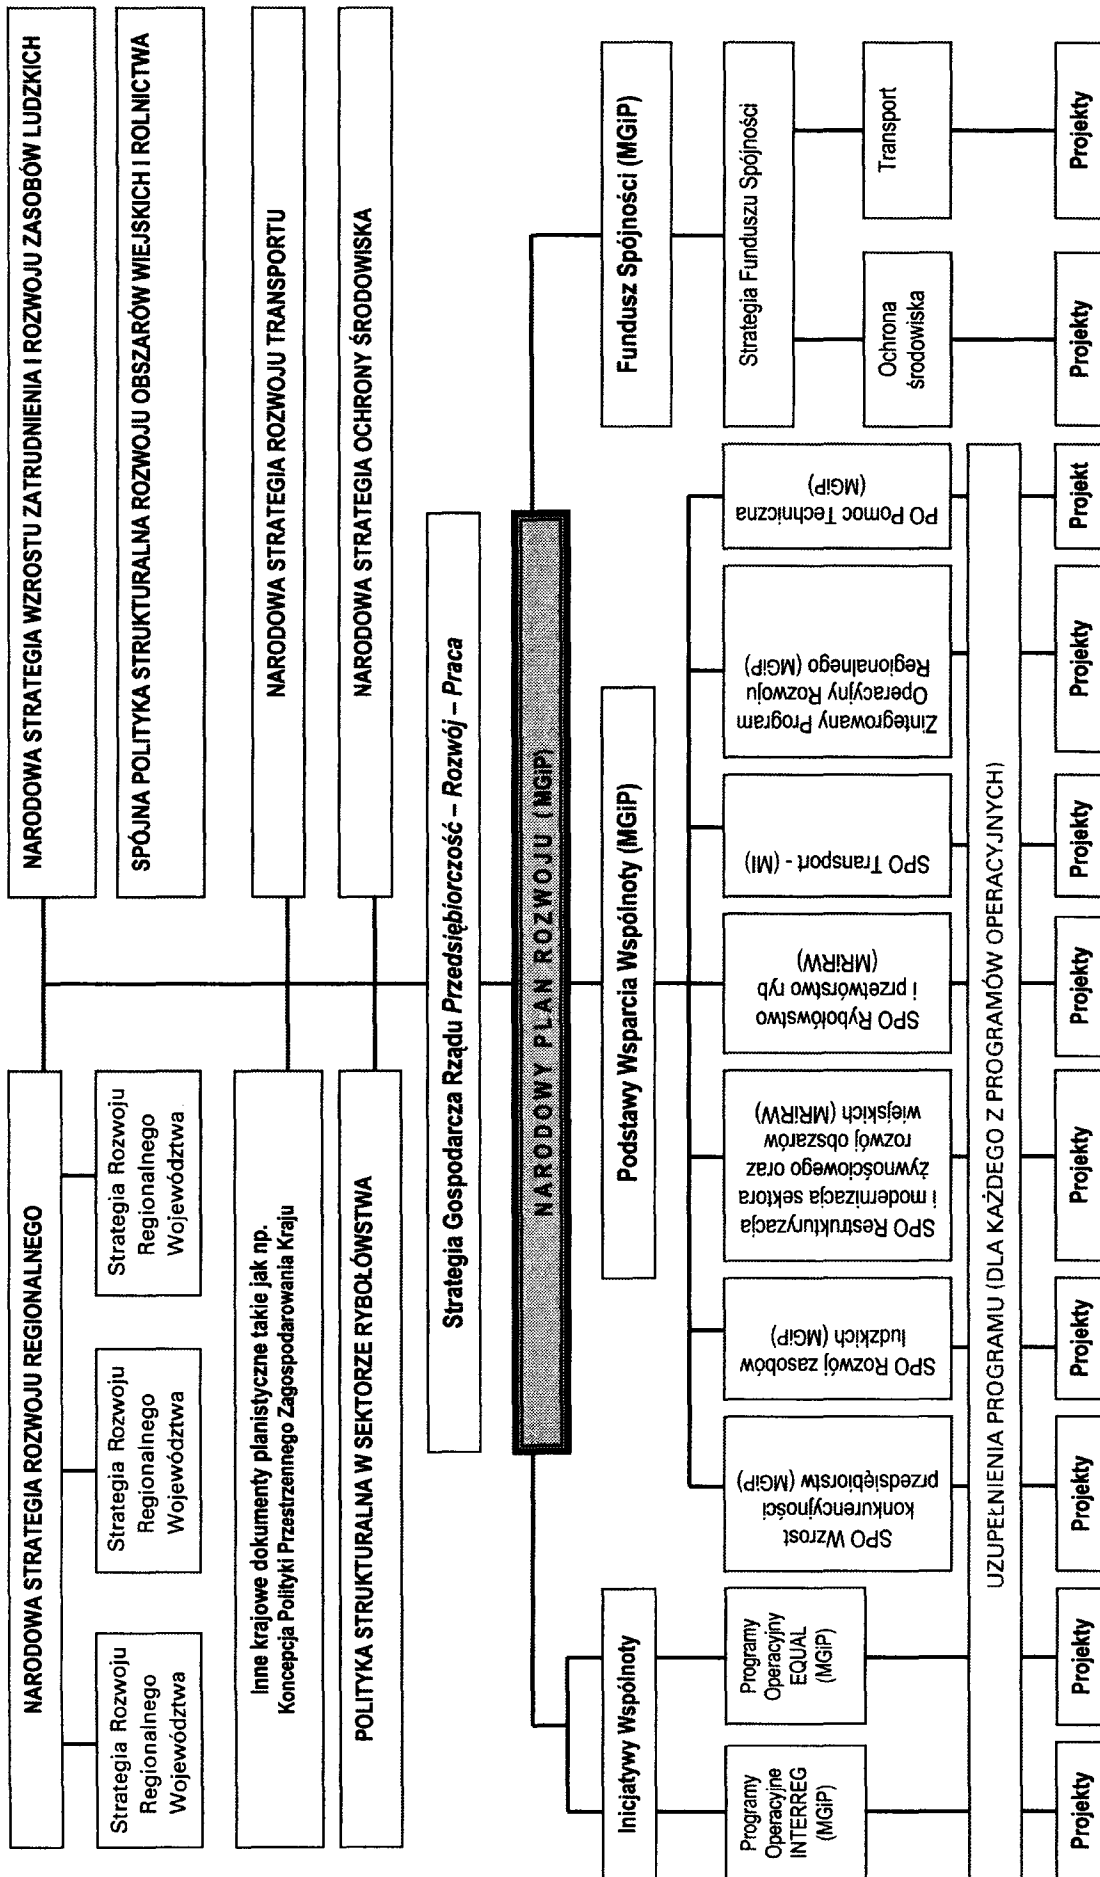 NARODOWA STRATEGIA ROZWOJU REGIONALNEGO
Strategia Rozwoju
Regionalnego
Województwa
Strategia Rozwoju
Regionalnego
Województwa
Strategia Rozwoju
Regionalnego
Województwa
NARODOWA STRATEGIA WZROSTU ZATRUDNIENIA I ROZWOJU ZASOBÓW LUDZKICH
SPÓJNA POLITYKA STRUKTURALNA ROZWOJU OBSZARÓW WIEJSKICH I ROLNICTWA
Inne krajowe dokumenty planistyczne takie jak np.
Koncepcja Polityki Przestrzennego Zagospodarowania Kraju
NARODOWA STRATEGIA ROZWOJU TRANSPORTU
POLITYKA STRUKTURALNA W SEKTORZE RYBOŁÓWSTWA
NARODOWA STRATEGIA OCHRONY ŚRODOWISKA
Strategia Gospodarcza Rządu Przedsiębiorczość – Rozwój – Praca
NARODOWY PLAN ROZWOJU (MGiP)
Inicjatywy Wspólnoty
Podstawy Wsparcia Wspólnoty (MGiP)
Fundusz Spójności (MGiP)
Programy
Operacyjne
INTERREG
(MGiP)
Programy
Operacyjny
EQUAL
(MGiP)
SPO Wzrost
konkurencyjności
przedsiębiorstw (MGiP)
SPO Rozwój zasobów
ludzkich (MGiP)
SPO Restrukturyzacja
i modernizacja sektora
żywnościowego oraz
rozwój obszarów
wiejskich (MRiRW)
SPO Rybołówstwo
i przetwórstwo ryb
(MRiRW)
SPO Transport - (MI)
Zintegrowany Program
Operacyjny Rozwoju
Regionalnego (MGiP)
PO Pomoc Techniczna
(MGiP)
Strategia Funduszu Spójności
Ochrona
środowiska
Transport
UZUPEŁNIENIA PROGRAMU (DLA KAŻDEGO Z PROGRAMÓW OPERACYJNYCH)
Projekty
Projekty
Projekty
Projekty
Projekty
Projekty
Projekty
Projekty
Projekt
Projekty
Projekty